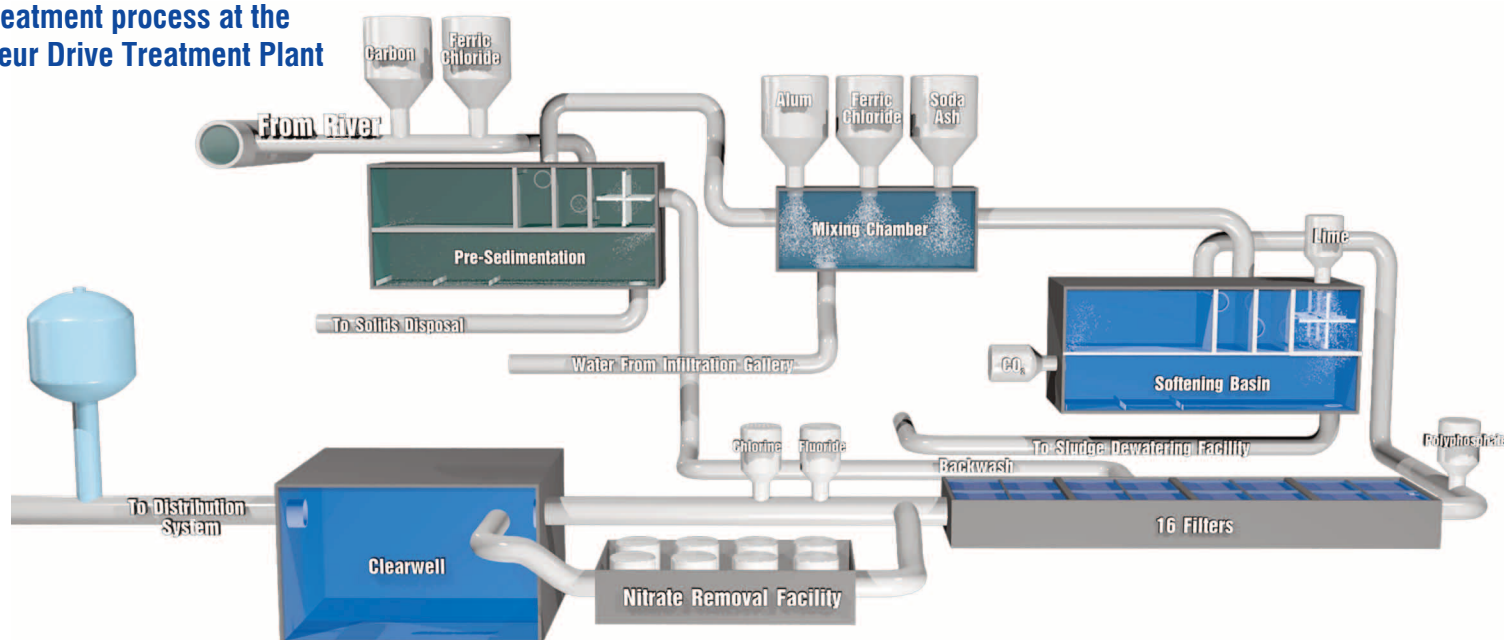 eatment process at the
eur Drive Treatment Plant
Carbon
Ferric
Chloride
From River
Alum
Ferric
Chloride
Soda
Ash
Mixing Chamber
Lime
Pre-Sedimentation
To Solids Disposal
Water From Infiltration Gallery
CO₂
Softening Basin
Chlorine
Fluoride
To Sludge Dewatering Facility
Polyphosphate
Backwash
To Distribution
System
16 Filters
Clearwell
Nitrate Removal Facility